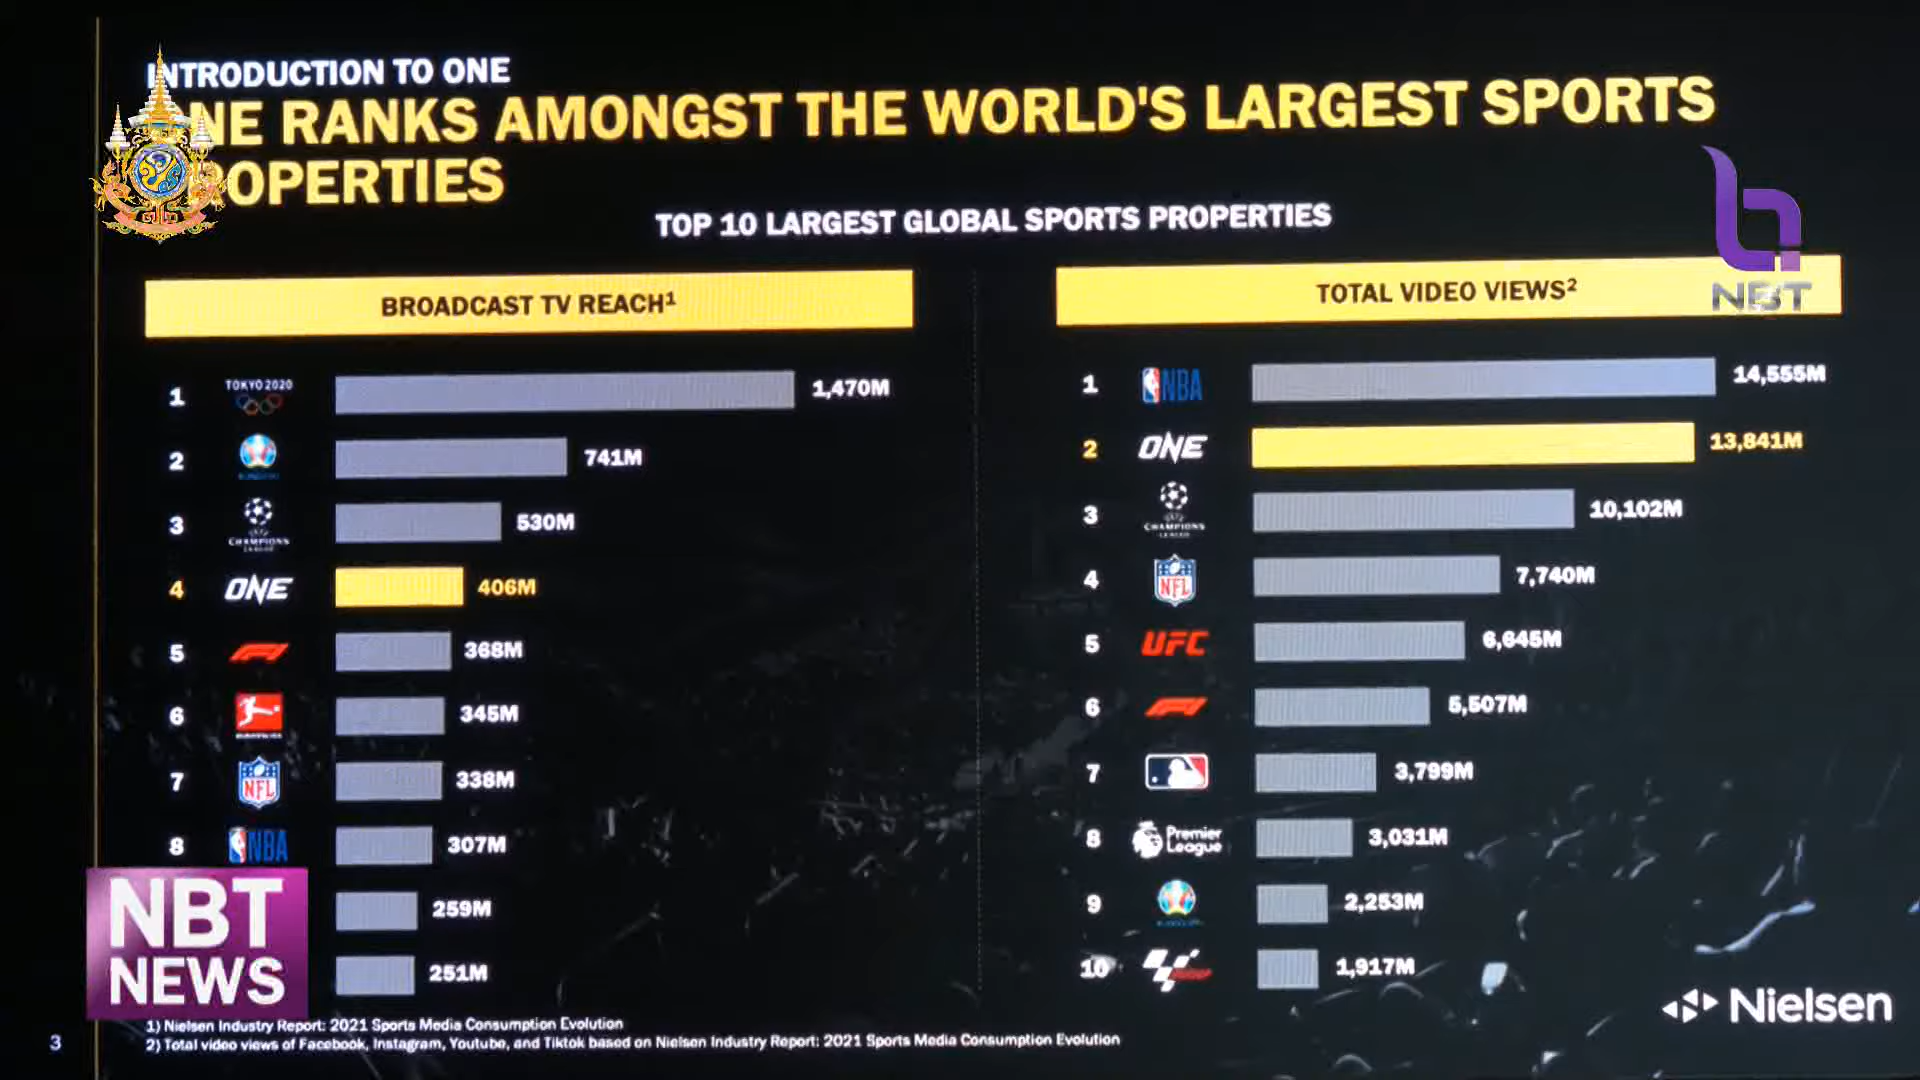 INTRODUCTION TO ONE
NE RANKS AMONGST THE WORLD'S LARGEST SPORTS
OPERTIES
TOP 10 LARGEST GLOBAL SPORTS PROPERTIES
BROADCAST TV REACH¹
1 TOKYO 2020 1,470M
2 741M
3 CHAMPIONS LEAGUE 530M
4 ONE 406M
5 F1 368M
6 345M
7 NFL 338M
8 NBA 307M
259M
251M
TOTAL VIDEO VIEWS²
1 NBA 14,555M
2 ONE 13,841M
3 CHAMPIONS LEAGUE 10,102M
4 NFL 7,740M
5 UFC 6,645M
6 F1 5,507M
7 3,799M
8 Premier League 3,031M
9 2,253M
10 1,917M
NBT
NBT
NEWS
1) Nielsen Industry Report: 2021 Sports Media Consumption Evolution
2) Total video views of Facebook, Instagram, Youtube, and Tiktok based on Nielsen Industry Report: 2021 Sports Media Consumption Evolution
3
Nielsen